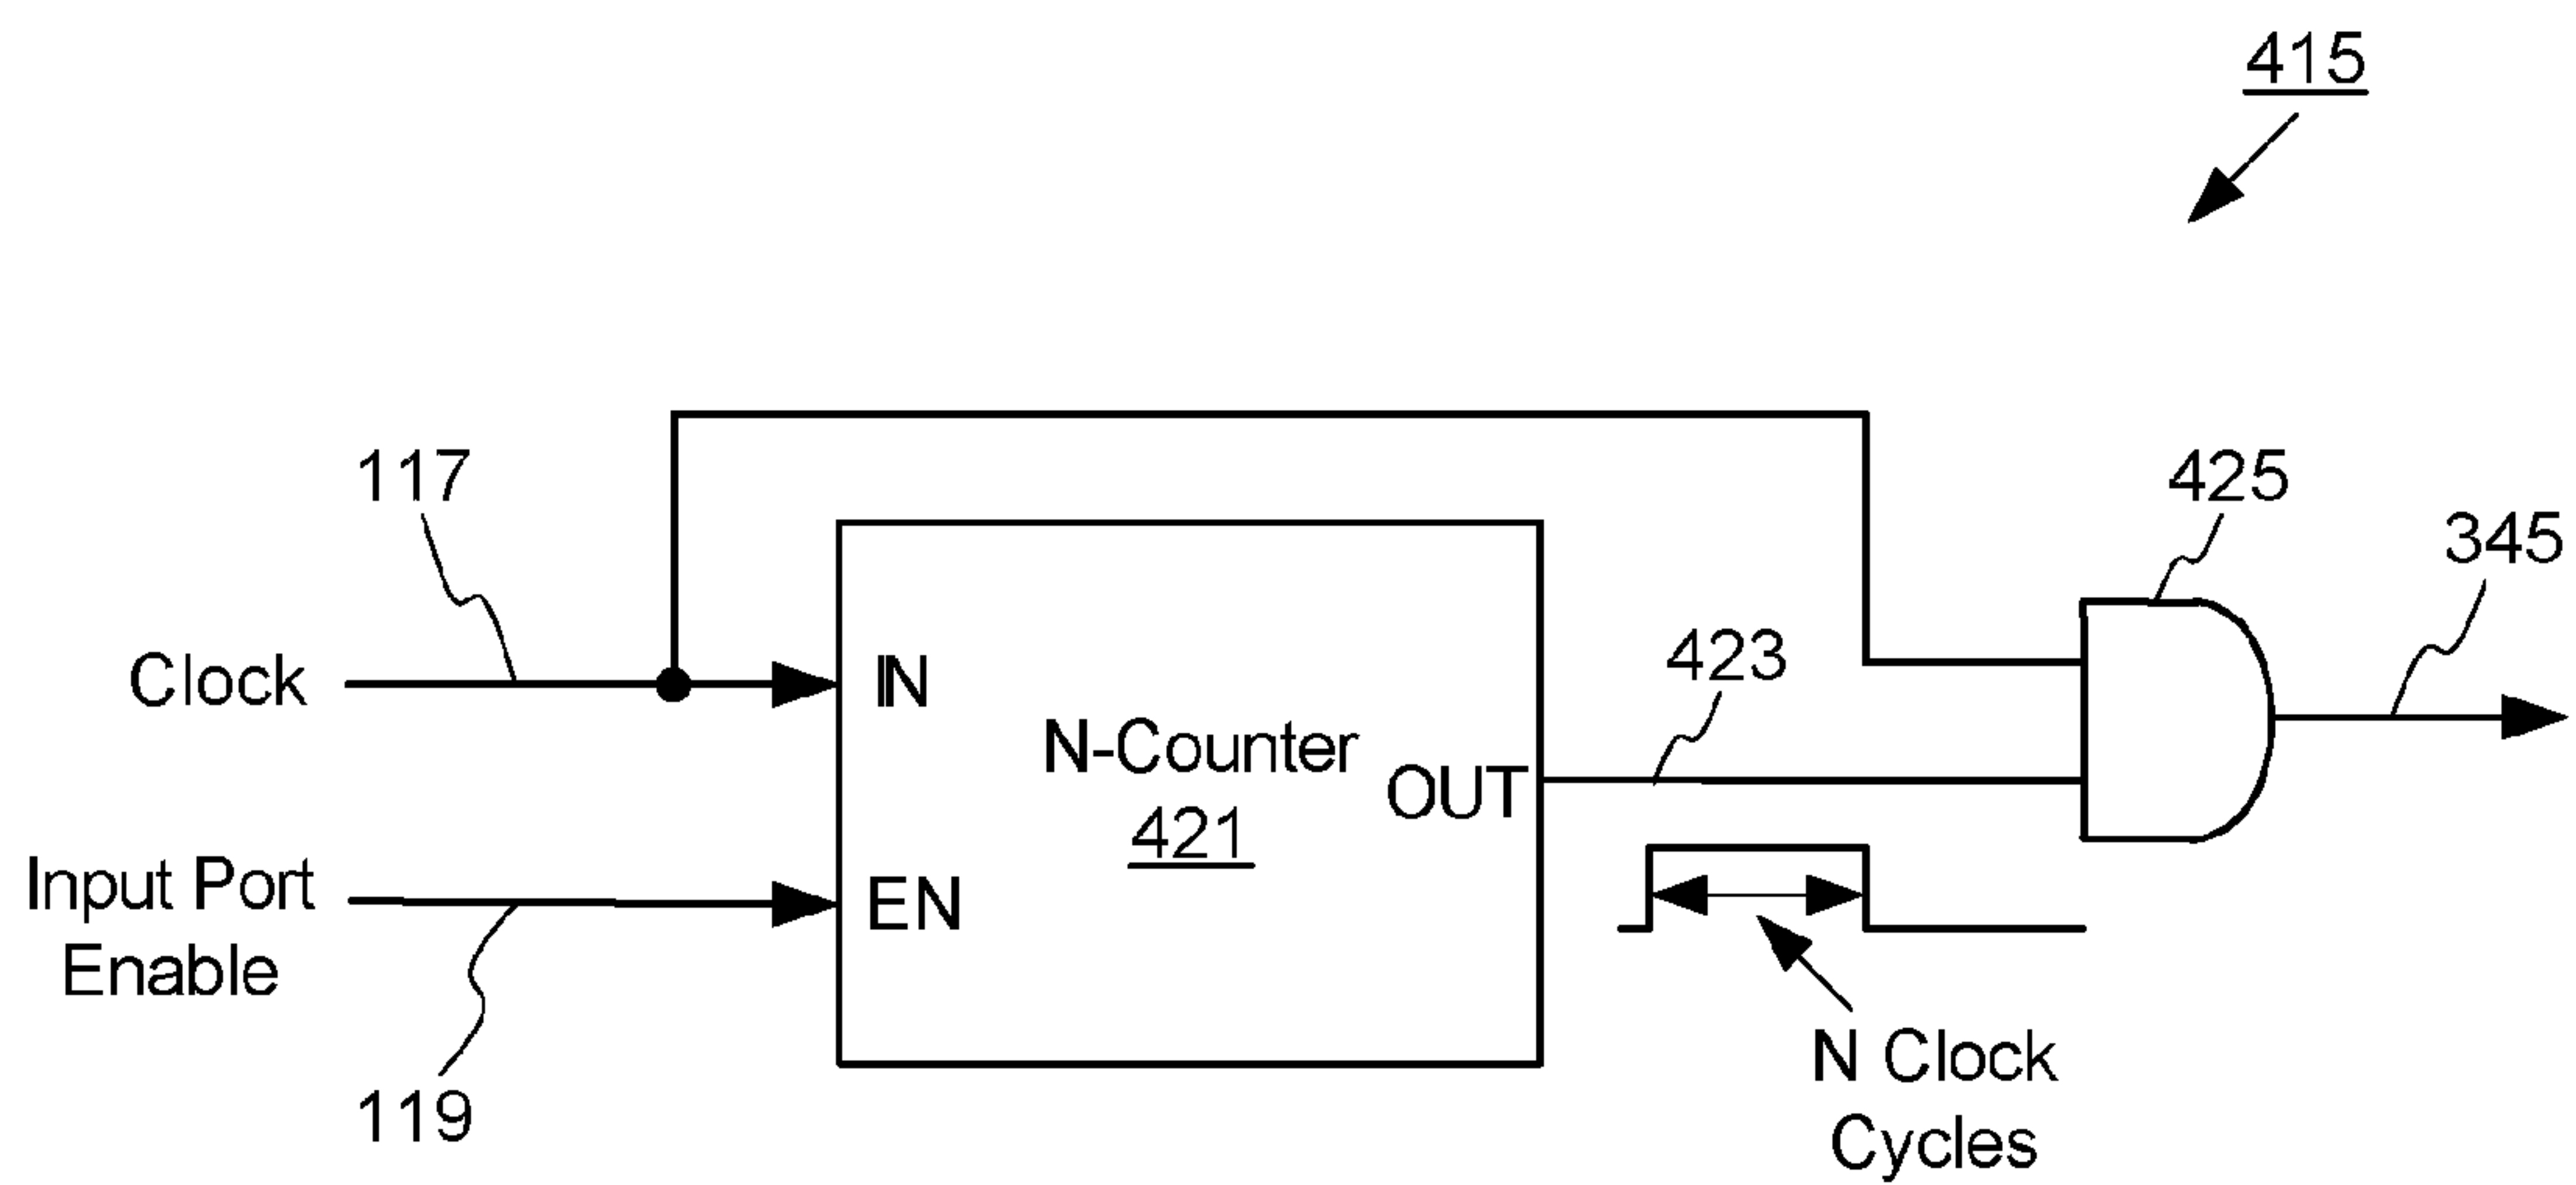 415
117
425
345
Clock
IN
423
N-Counter
OUT
421
Input Port
Enable
EN
119
N Clock
Cycles